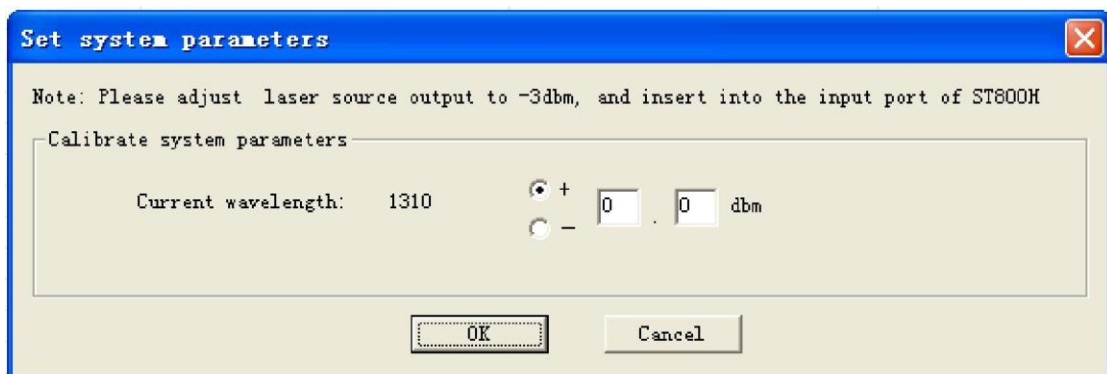 Set system parameters
Note: Please adjust laser source output to -3dbm, and insert into the input port of ST800H
Calibrate system parameters
Current wavelength: 1310 + 0 . 0 dbm
−
OK Cancel